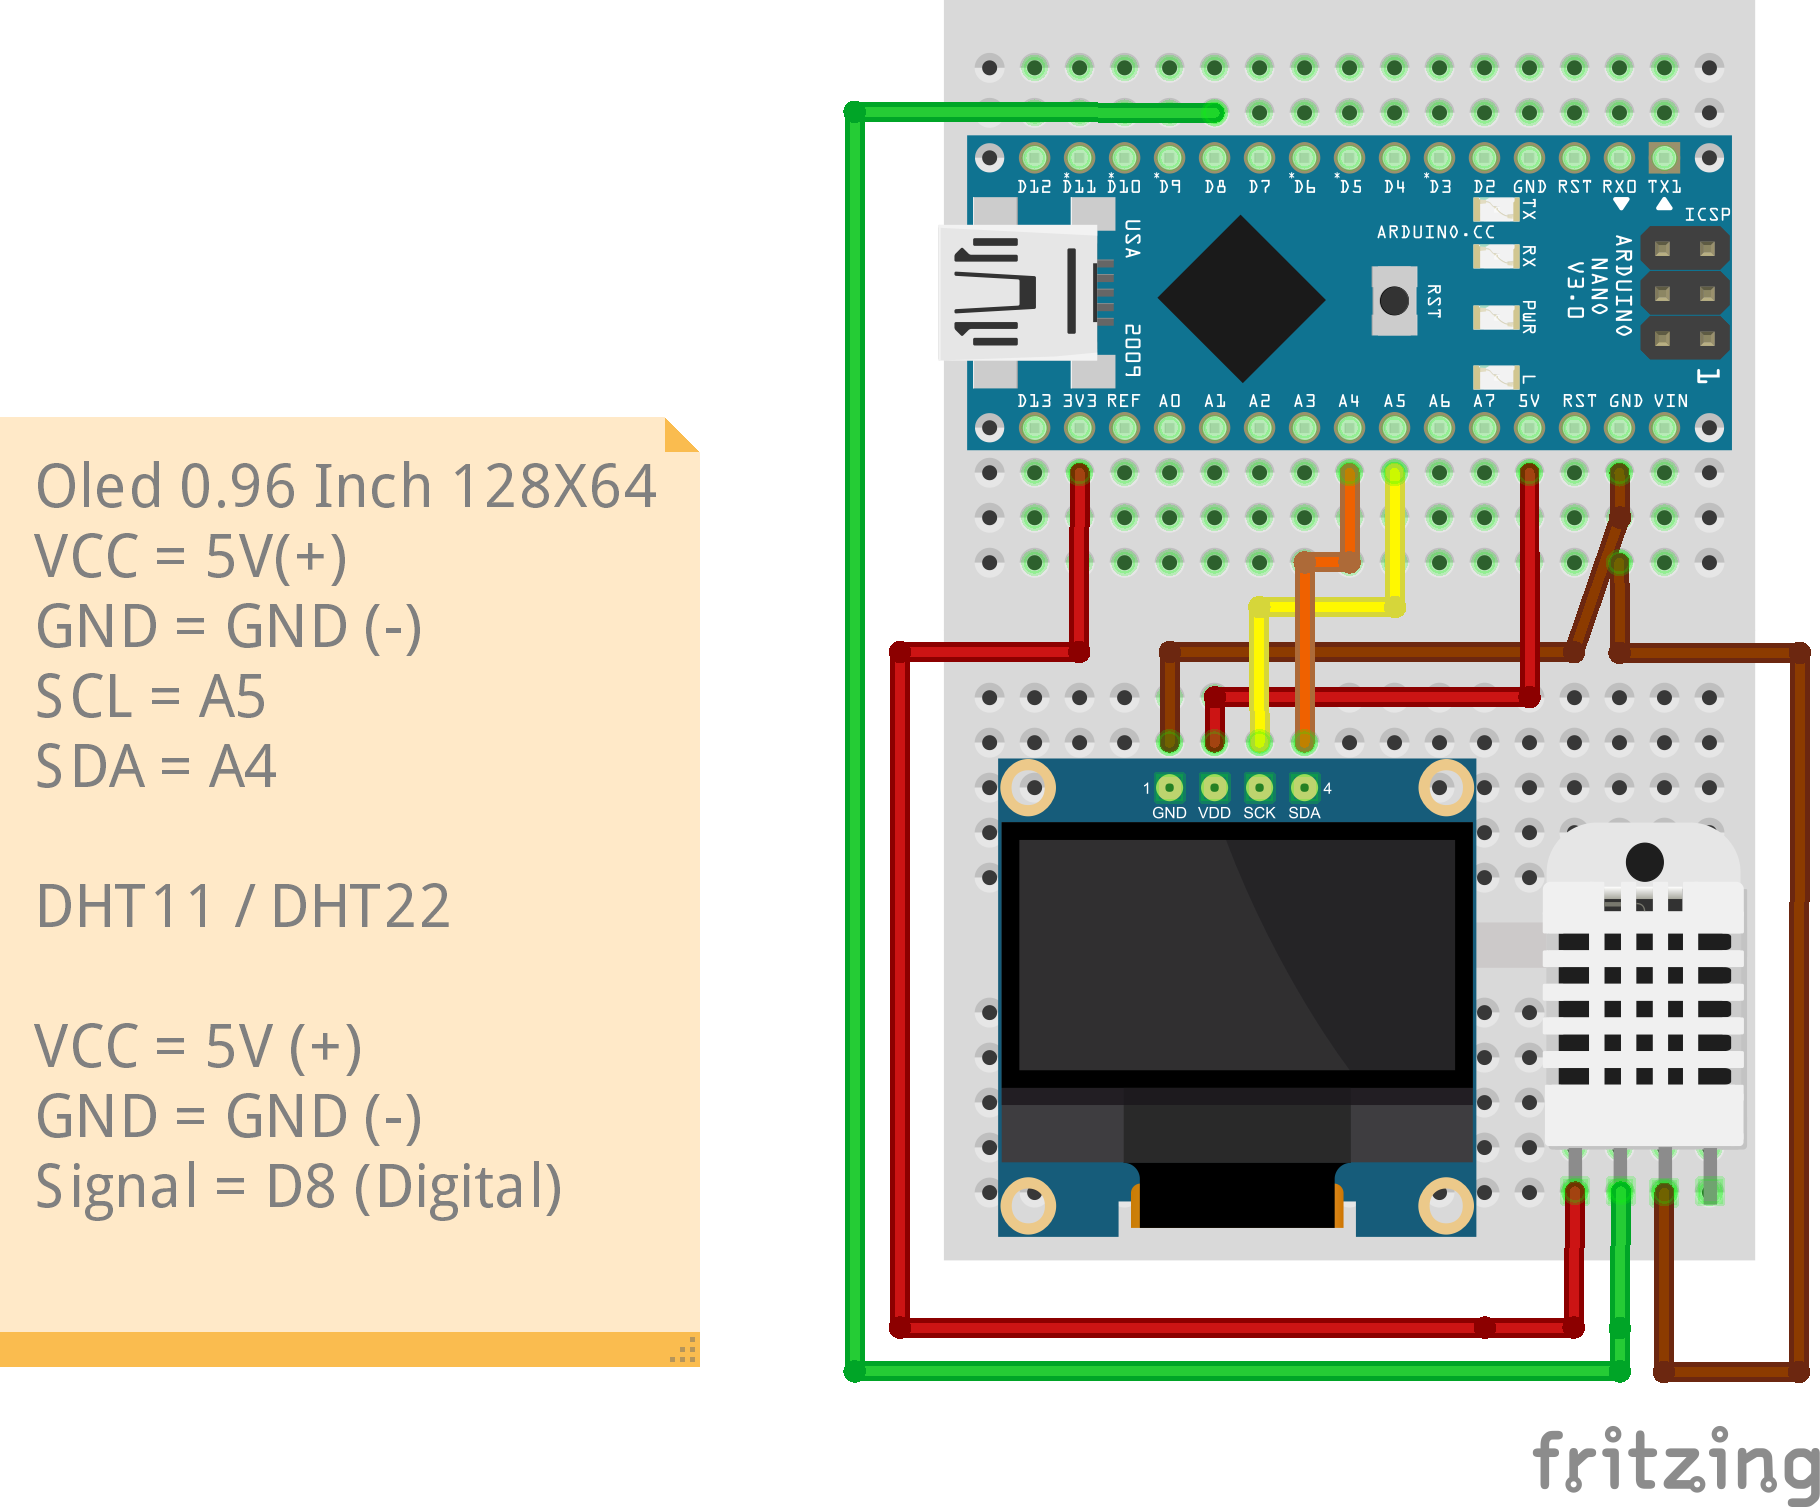 Oled 0.96 Inch 128X64
VCC = 5V(+)
GND = GND (-)
SCL = A5
SDA = A4
DHT11 / DHT22
VCC = 5V (+)
GND = GND (-)
Signal = D8 (Digital)
D12 *D11 *D10 *D9 D8 D7 *D6 *D5 D4 *D3 D2 GND RST RX0 TX1
ICSP
TX
RX
PWR
L
ARDUINO.CC
USA
2009
RST
ARDUINO
NANO
V3.0
1
D13 3V3 REF A0 A1 A2 A3 A4 A5 A6 A7 5V RST GND VIN
1 4
GND VDD SCK SDA
fritzing